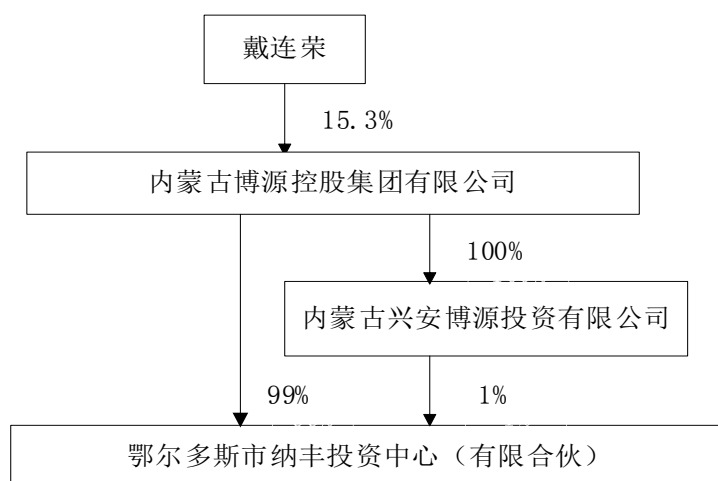 戴连荣
15.3%
内蒙古博源控股集团有限公司
100%
内蒙古兴安博源投资有限公司
99%
1%
鄂尔多斯市纳丰投资中心（有限合伙）